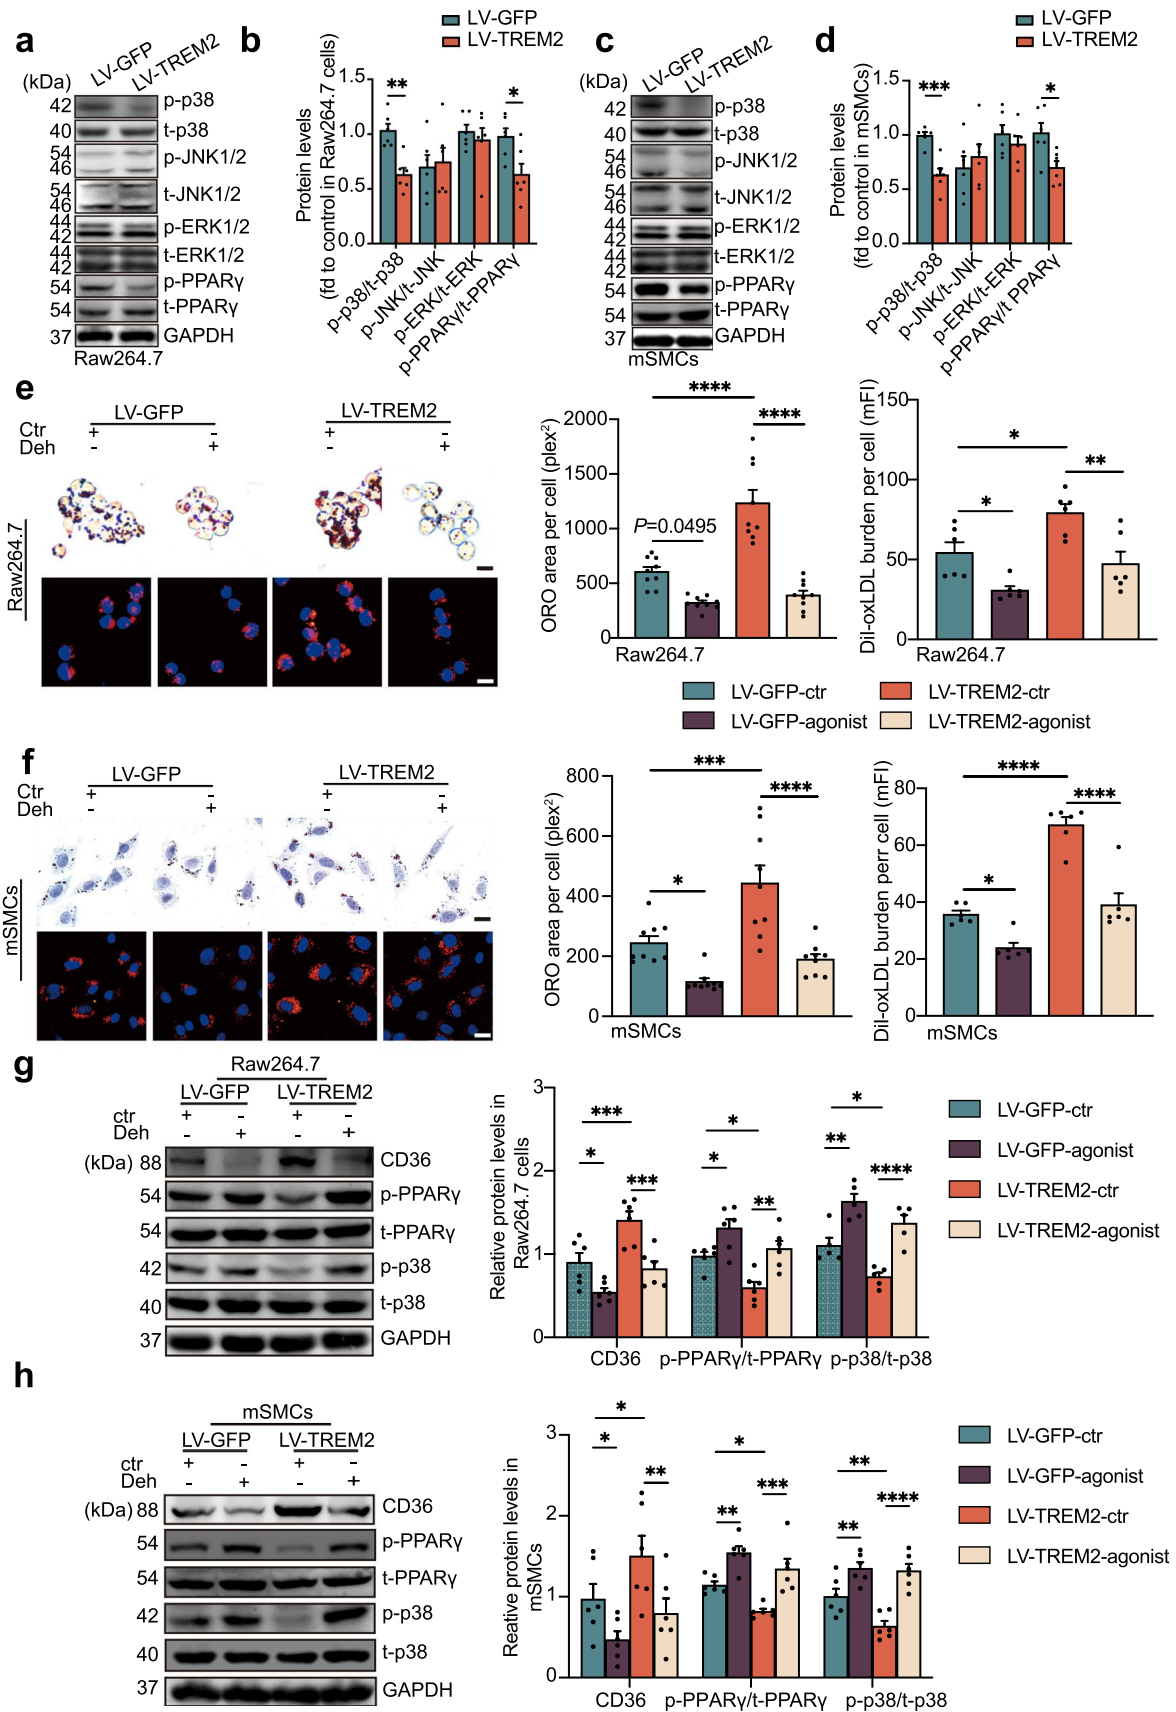 a
LV-GFP
LV-TREM2
(kDa)
42
p-p38
40
t-p38
54
46
p-JNK1/2
54
46
t-JNK1/2
44
42
p-ERK1/2
44
42
t-ERK1/2
54
p-PPARγ
54
t-PPARγ
37
GAPDH
Raw264.7
b
LV-GFP
LV-TREM2
Protein levels
(fd to control in Raw264.7 cells)
1.5
1.0
0.5
0.0
**
*
p-p38/t-p38
p-JNK/t-JNK
p-ERK/t-ERK
p-PPARγ/t-PPARγ
c
LV-GFP
LV-TREM2
(kDa)
42
p-p38
40
t-p38
54
46
p-JNK1/2
54
46
t-JNK1/2
44
42
p-ERK1/2
44
42
t-ERK1/2
54
p-PPARγ
54
t-PPARγ
37
GAPDH
mSMCs
d
LV-GFP
LV-TREM2
Protein levels
(fd to control in mSMCs)
1.5
1.0
0.5
0.0
***
*
p-p38/t-p38
p-JNK/t-JNK
p-ERK/t-ERK
p-PPARγ/t PPARγ
e
LV-GFP
LV-TREM2
Ctr + - + -
Deh - + - +
Raw264.7
ORO area per cell (plex²)
2000
1500
1000
500
0
****
****
P=0.0495
Raw264.7
Dil-oxLDL burden per cell (mFI)
150
100
50
0
*
**
*
Raw264.7
LV-GFP-ctr
LV-TREM2-ctr
LV-GFP-agonist
LV-TREM2-agonist
f
LV-GFP
LV-TREM2
Ctr + - + -
Deh - + - +
mSMCs
ORO area per cell (plex²)
800
600
400
200
0
***
****
*
mSMCs
Dil-oxLDL burden perr cell (mFI)
80
60
40
20
0
****
****
*
mSMCs
g
Raw264.7
LV-GFP
LV-TREM2
ctr + - + -
Deh - + - +
(kDa) 88
CD36
54
p-PPARγ
54
t-PPARγ
42
p-p38
40
t-p38
37
GAPDH
Relative protein levels in
Raw264.7 cells
3
2
1
0
***
*
***
*
*
**
*
**
****
CD36
p-PPARγ/t-PPARγ
p-p38/t-p38
LV-GFP-ctr
LV-GFP-agonist
LV-TREM2-ctr
LV-TREM2-agonist
h
mSMCs
LV-GFP
LV-TREM2
ctr + - + -
Deh - + - +
(kDa) 88
CD36
54
p-PPARγ
54
t-PPARγ
42
p-p38
40
t-p38
37
GAPDH
Reative protein levels in
mSMCs
3
2
1
0
*
*
**
*
**
***
**
**
****
CD36
p-PPARγ/t-PPARγ
p-p38/t-p38
LV-GFP-ctr
LV-GFP-agonist
LV-TREM2-ctr
LV-TREM2-agonist